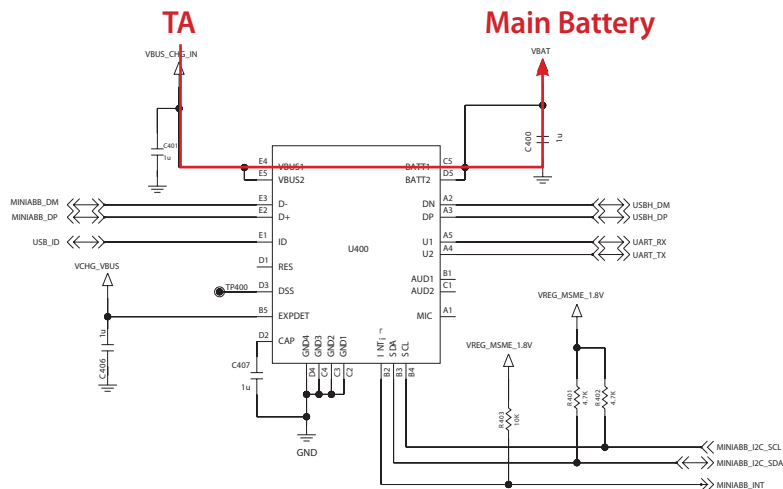 TA
Main Battery
VBUS_CHG_IN
VBAT
C401
1u
C400
1u
E4
VBUS1
BATT1
C5
E5
VBUS2
BATT2
D5
MINIABB_DM
E3
D-
DN
A2
USBH_DM
MINIABB_DP
E2
D+
DP
A3
USBH_DP
USB_ID
E1
ID
U400
U1
A5
UART_RX
U2
A4
UART_TX
VCHG_VBUS
D1
RES
AUD1
B1
TP400
D3
DSS
AUD2
C1
B5
EXPDET
MIC
A1
VREG_MSME_1.8V
1u
C406
D2
CAP
GND4
GND3
GND2
GND1
INT
SDA
SCL
VREG_MSME_1.8V
C407
1u
D4
C4
C3
C2
B2
B3
B4
R401
4.7K
R402
4.7K
R403
10K
GND
MINIABB_I2C_SCL
MINIABB_I2C_SDA
MINIABB_INT